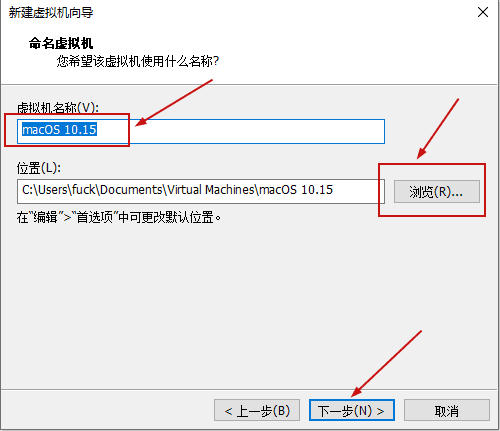 新建虚拟机向导
命名虚拟机
您希望该虚拟机使用什么名称?
虚拟机名称(V):
macOS 10.15
位置(L):
C:\Users\fuck\Documents\Virtual Machines\macOS 10.15
浏览(R)...
在“编辑”>“首选项”中可更改默认位置。
< 上一步(B)
下一步(N) >
取消